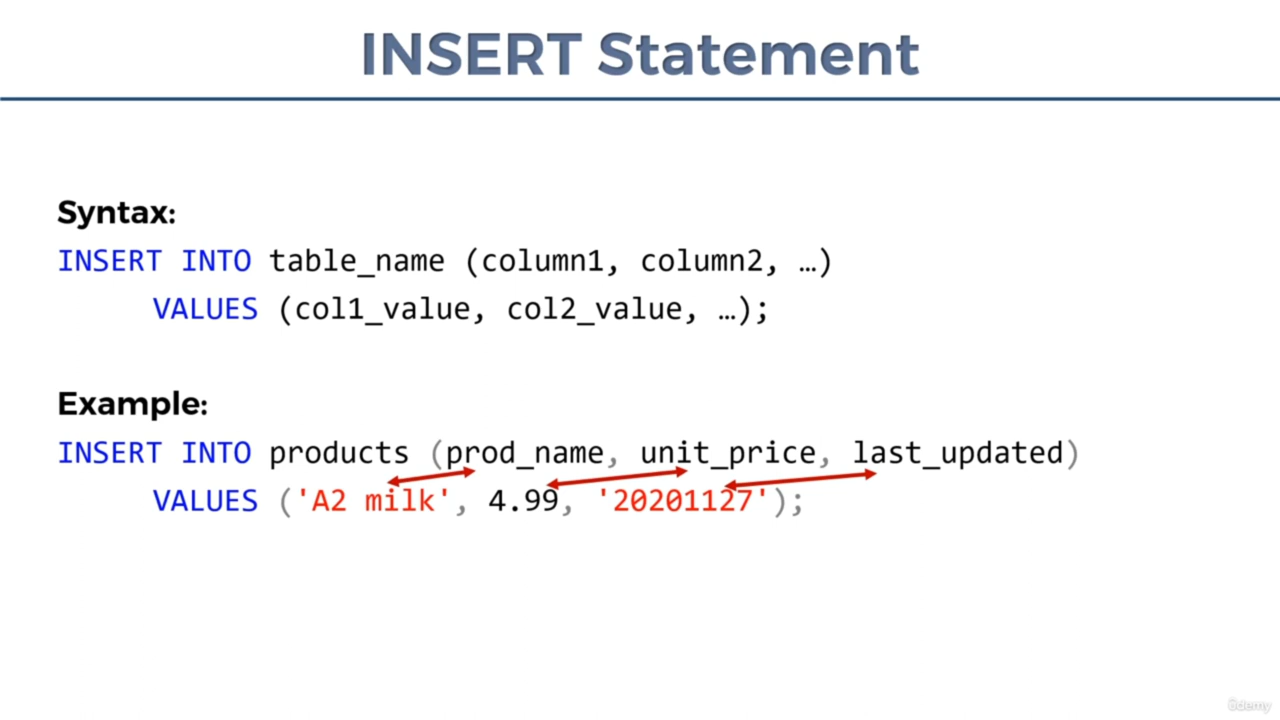 INSERT Statement
Syntax:
INSERT INTO table_name (column1, column2, …)
VALUES (col1_value, col2_value, …);
Example:
INSERT INTO products (prod_name, unit_price, last_updated)
VALUES ('A2 milk', 4.99, '20201127');
ûdemy